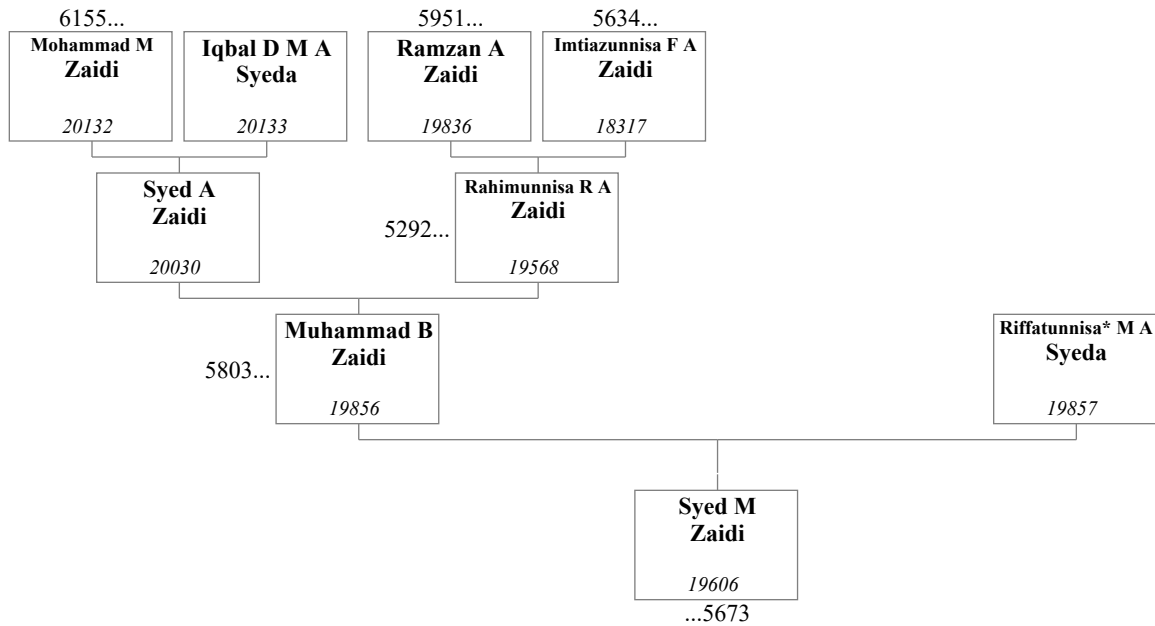 6155...
Mohammad M
Zaidi
20132
Iqbal D M A
Syeda
20133
5951...
Ramzan A
Zaidi
19836
5634...
Imtiazunnisa F A
Zaidi
18317
Syed A
Zaidi
20030
5292...
Rahimunnisa R A
Zaidi
19568
5803...
Muhammad B
Zaidi
19856
Riffatunnisa* M A
Syeda
19857
Syed M
Zaidi
19606
...5673